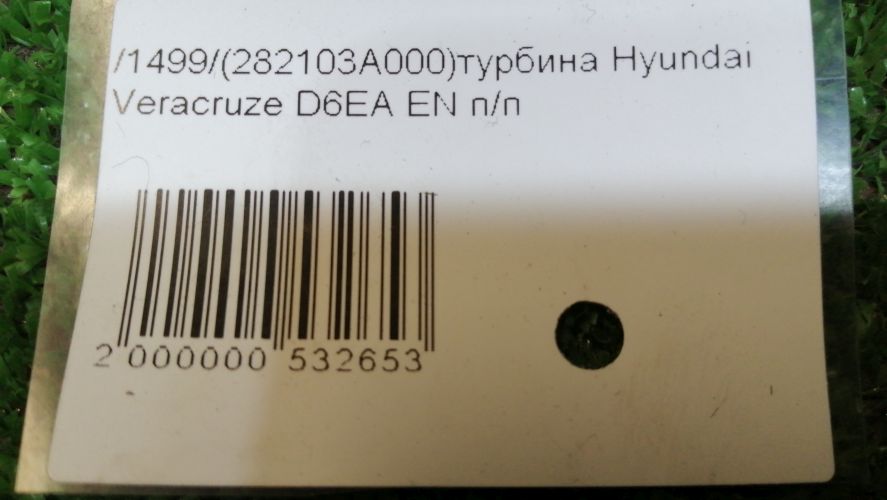 /1499/(282103A000)турбина Hyundai
Veracruze D6EA EN п/п
2 000000 532653